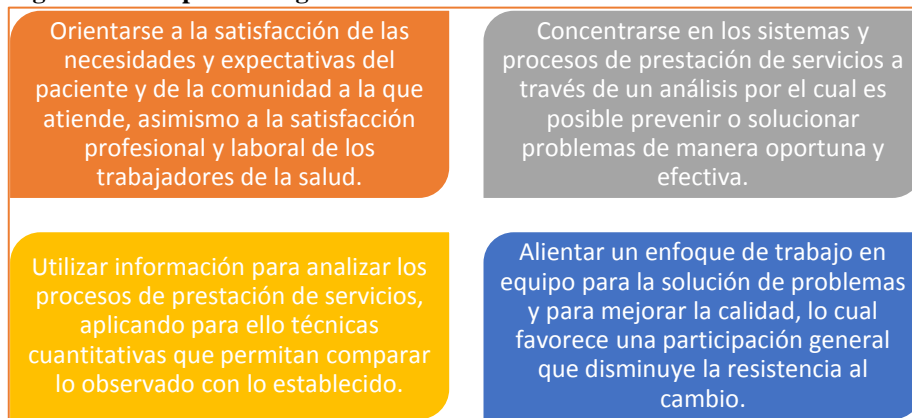 Orientarse a la satisfacción de las
necesidades y expectativas del
paciente y de la comunidad a la que
atiende, asimismo a la satisfacción
profesional y laboral de los
trabajadores de la salud.
Concentrarse en los sistemas y
procesos de prestación de servicios a
través de un análisis por el cual es
posible prevenir o solucionar
problemas de manera oportuna y
efectiva.
Utilizar información para analizar los
procesos de prestación de servicios,
aplicando para ello técnicas
cuantitativas que permitan comparar
lo observado con lo establecido.
Alientar un enfoque de trabajo en
equipo para la solución de problemas
y para mejorar la calidad, lo cual
favorece una participación general
que disminuye la resistencia al
cambio.